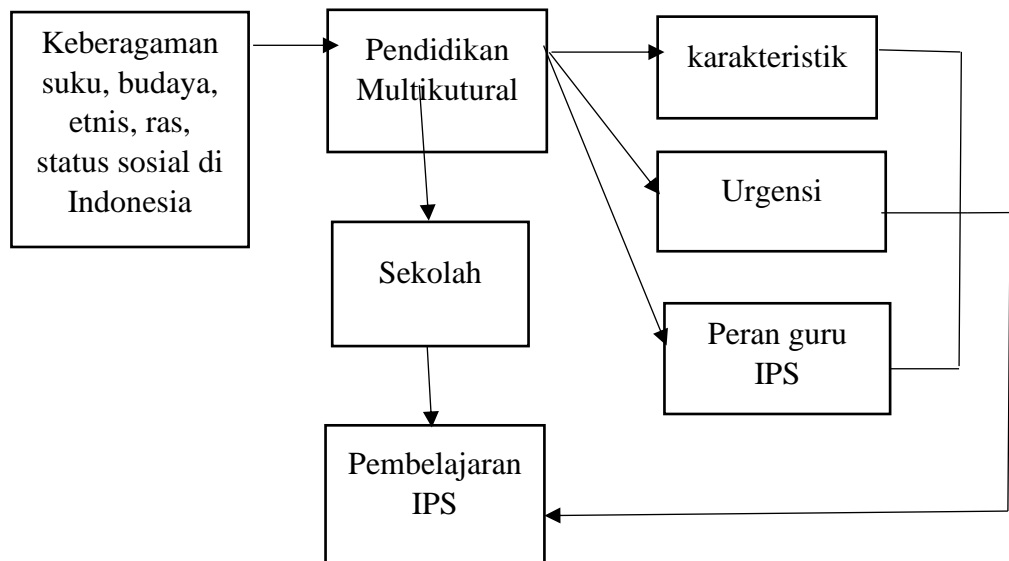 Keberagaman
suku, budaya,
etnis, ras,
status sosial di
Indonesia
Pendidikan
Multikutural
karakteristik
Urgensi
Sekolah
Peran guru
IPS
Pembelajaran
IPS